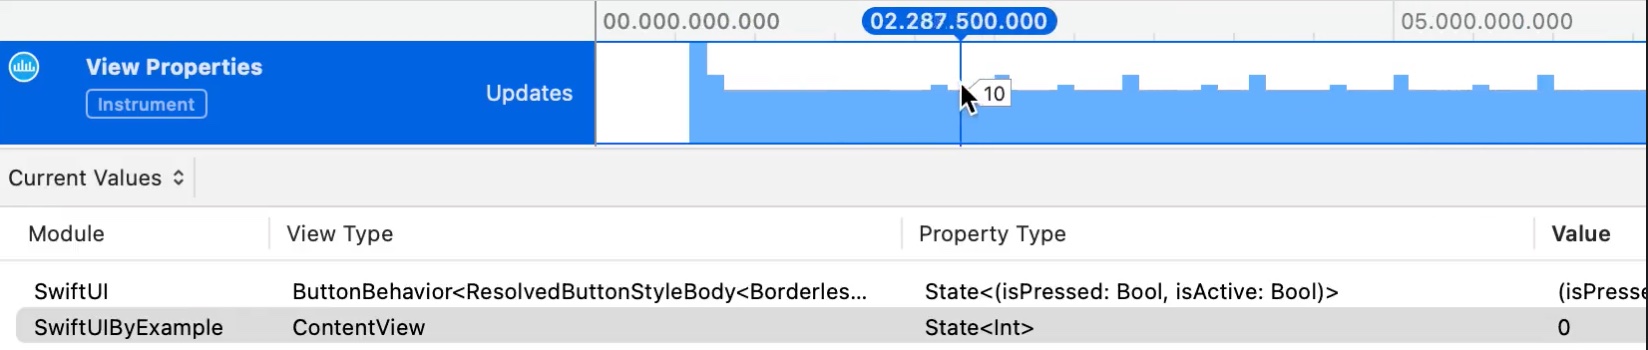 00.000.000.000 02.287.500.000 05.000.000.000
View Properties
Instrument
Updates
10
Current Values
Module View Type Property Type Value
SwiftUI ButtonBehavior<ResolvedButtonStyleBody<Borderles... State<(isPressed: Bool, isActive: Bool)> (isPresse
SwiftUIByExample ContentView State<Int> 0